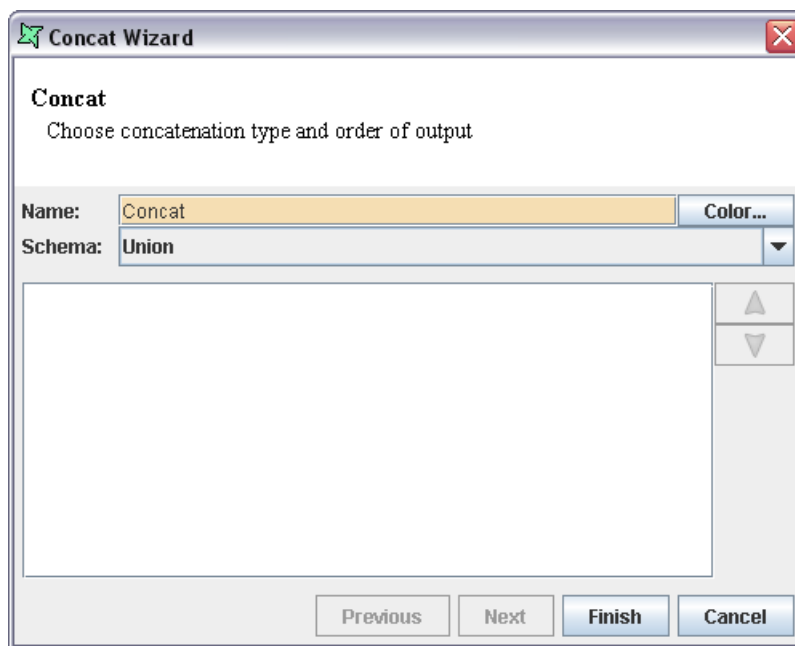 Concat Wizard
Concat
Choose concatenation type and order of output
Name: Concat Color...
Schema: Union
Previous Next Finish Cancel